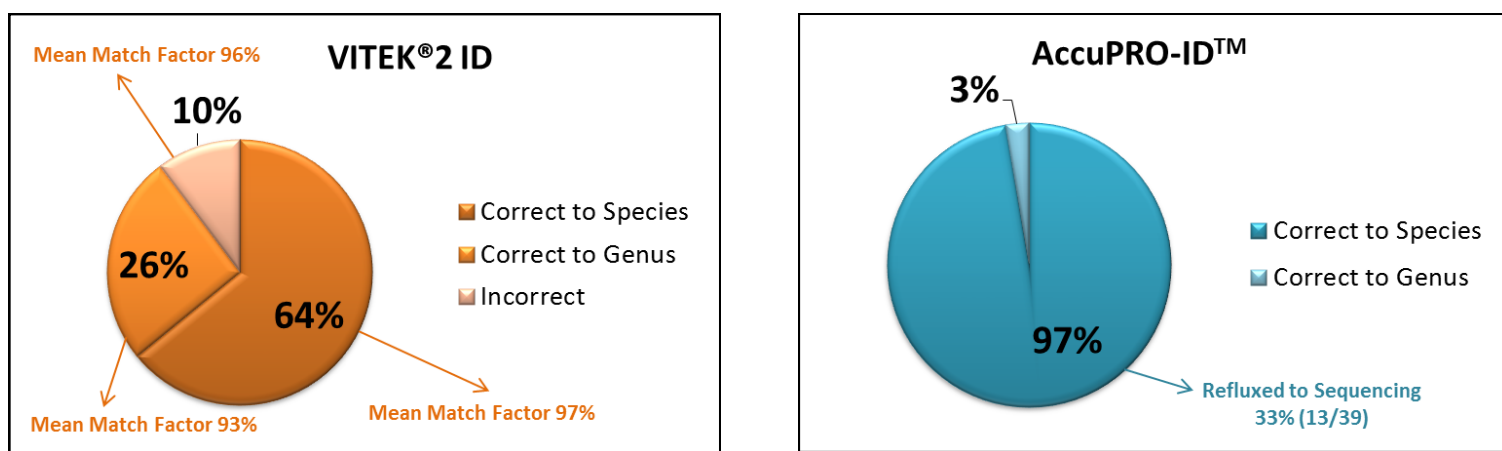 VITEK®2 ID
Mean Match Factor 96%
10%
26%
64%
Correct to Species
Correct to Genus
Incorrect
Mean Match Factor 93%
Mean Match Factor 97%
AccuPRO-ID™
3%
97%
Correct to Species
Correct to Genus
Refluxed to Sequencing
33% (13/39)